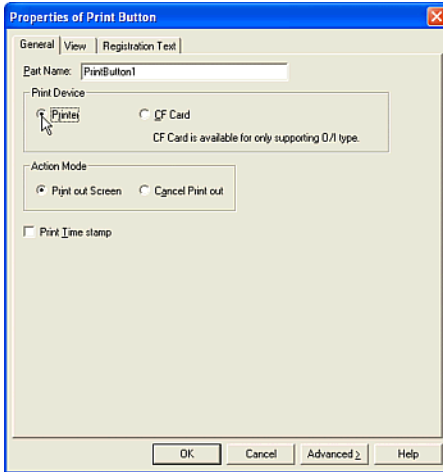 Properties of Print Button
General View Registration Text
Part Name: PrintButton1
Print Device
Printer CF Card
CF Card is available for only supporting O/I type.
Action Mode
Print out Screen Cancel Print out
Print Time stamp
OK Cancel Advanced > Help